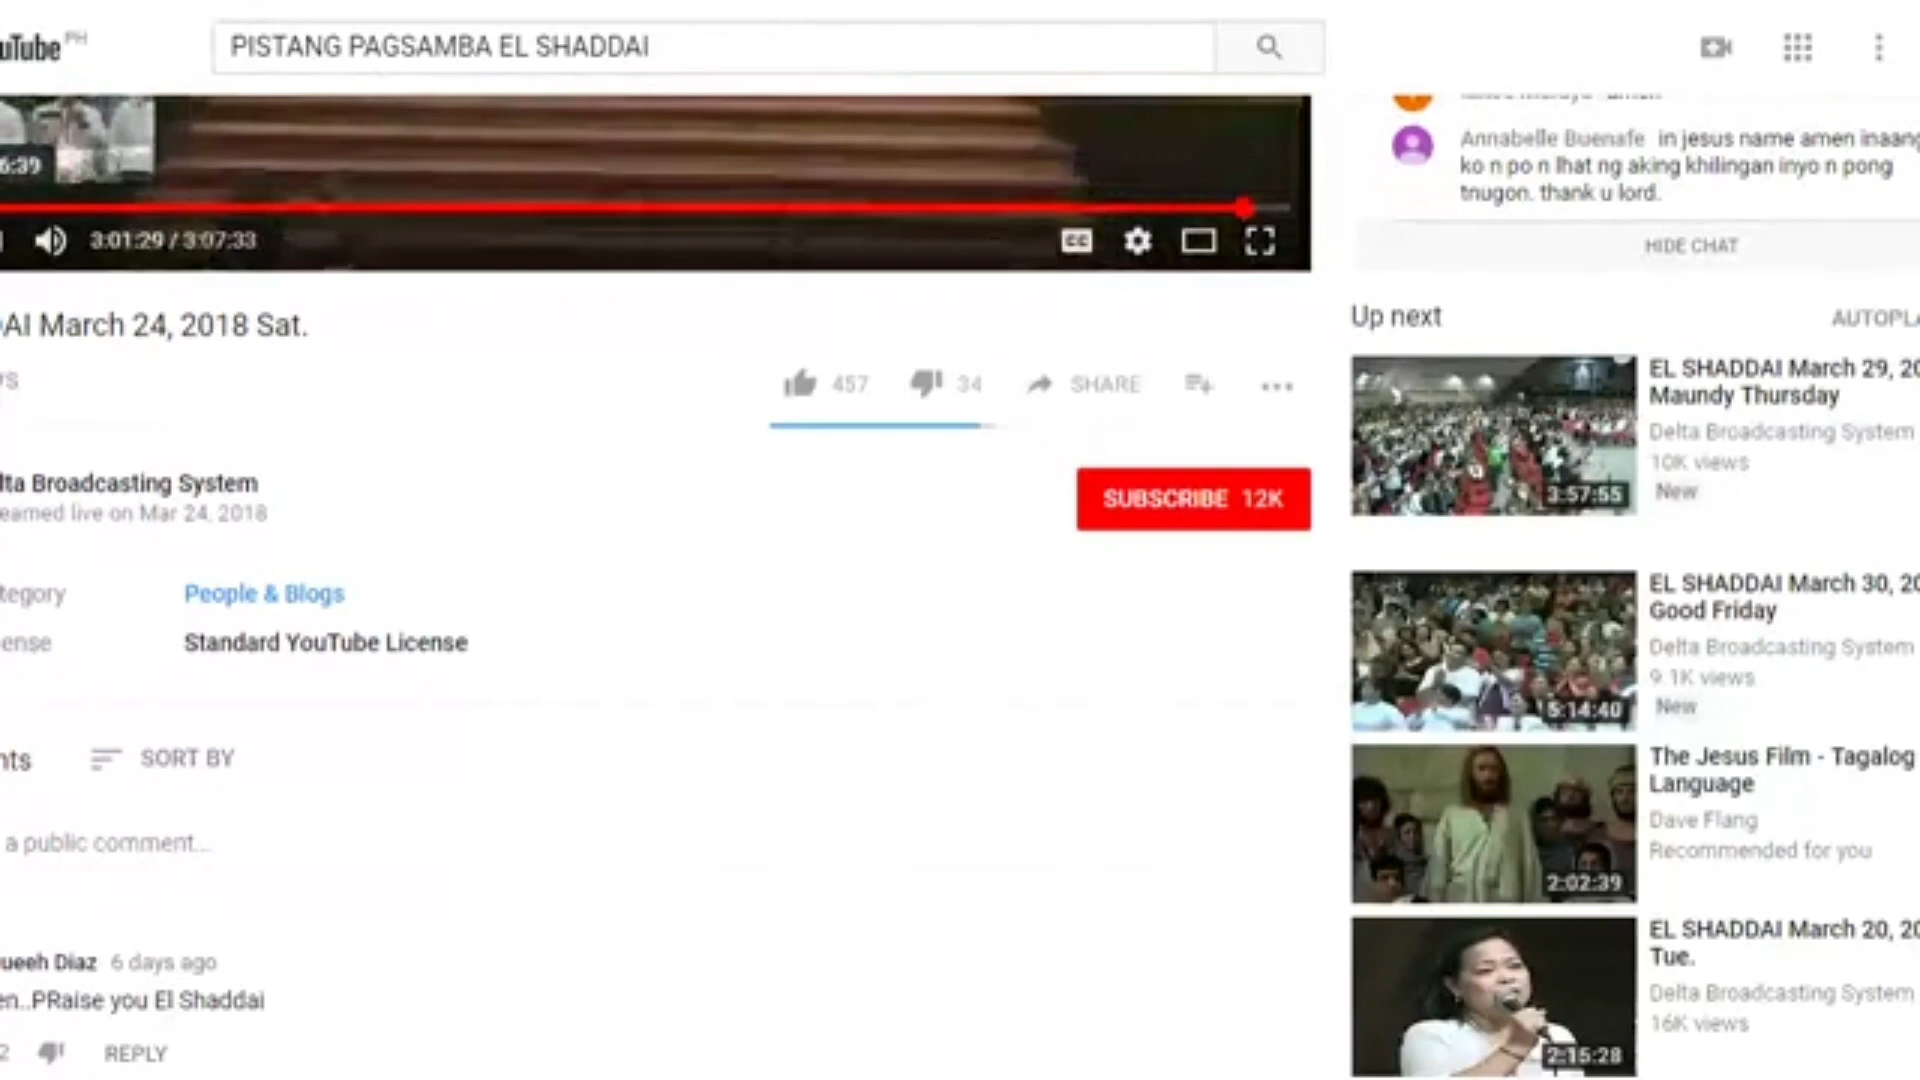 uTube PH
PISTANG PAGSAMBA EL SHADDAI
6:39
3:01:29 / 3:07:33
CC
AI March 24, 2018 Sat.
457
34
SHARE
lta Broadcasting System
eamed live on Mar 24, 2018
SUBSCRIBE 12K
tegory
People & Blogs
ense
Standard YouTube License
nts
SORT BY
a public comment...
ueeh Diaz 6 days ago
en..PRaise you El Shaddai
2
REPLY
Annabelle Buenafe in jesus name amen inaang
ko n po n lhat ng aking khilingan inyo n pong
tnugon. thank u lord.
HIDE CHAT
Up next
AUTOPLA
EL SHADDAI March 29, 20
Maundy Thursday
Delta Broadcasting System
10K views
New
3:57:55
EL SHADDAI March 30, 20
Good Friday
Delta Broadcasting System
9.1K views
New
5:14:40
The Jesus Film - Tagalog
Language
Dave Flang
Recommended for you
2:02:39
EL SHADDAI March 20, 20
Tue.
Delta Broadcasting System
16K views
2:15:28